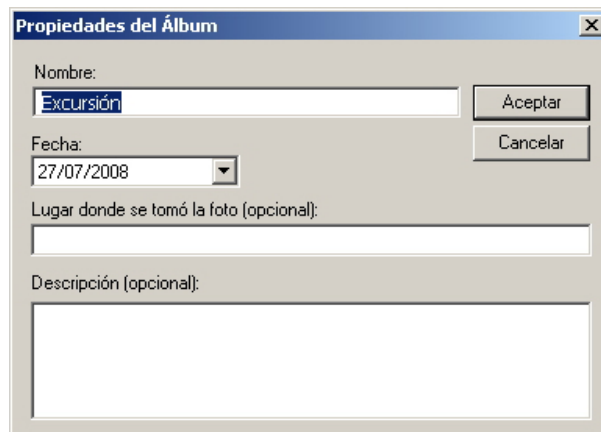 Propiedades del Álbum
Nombre:
Excursión
Aceptar
Cancelar
Fecha:
27/07/2008
Lugar donde se tomó la foto (opcional):
Descripción (opcional):